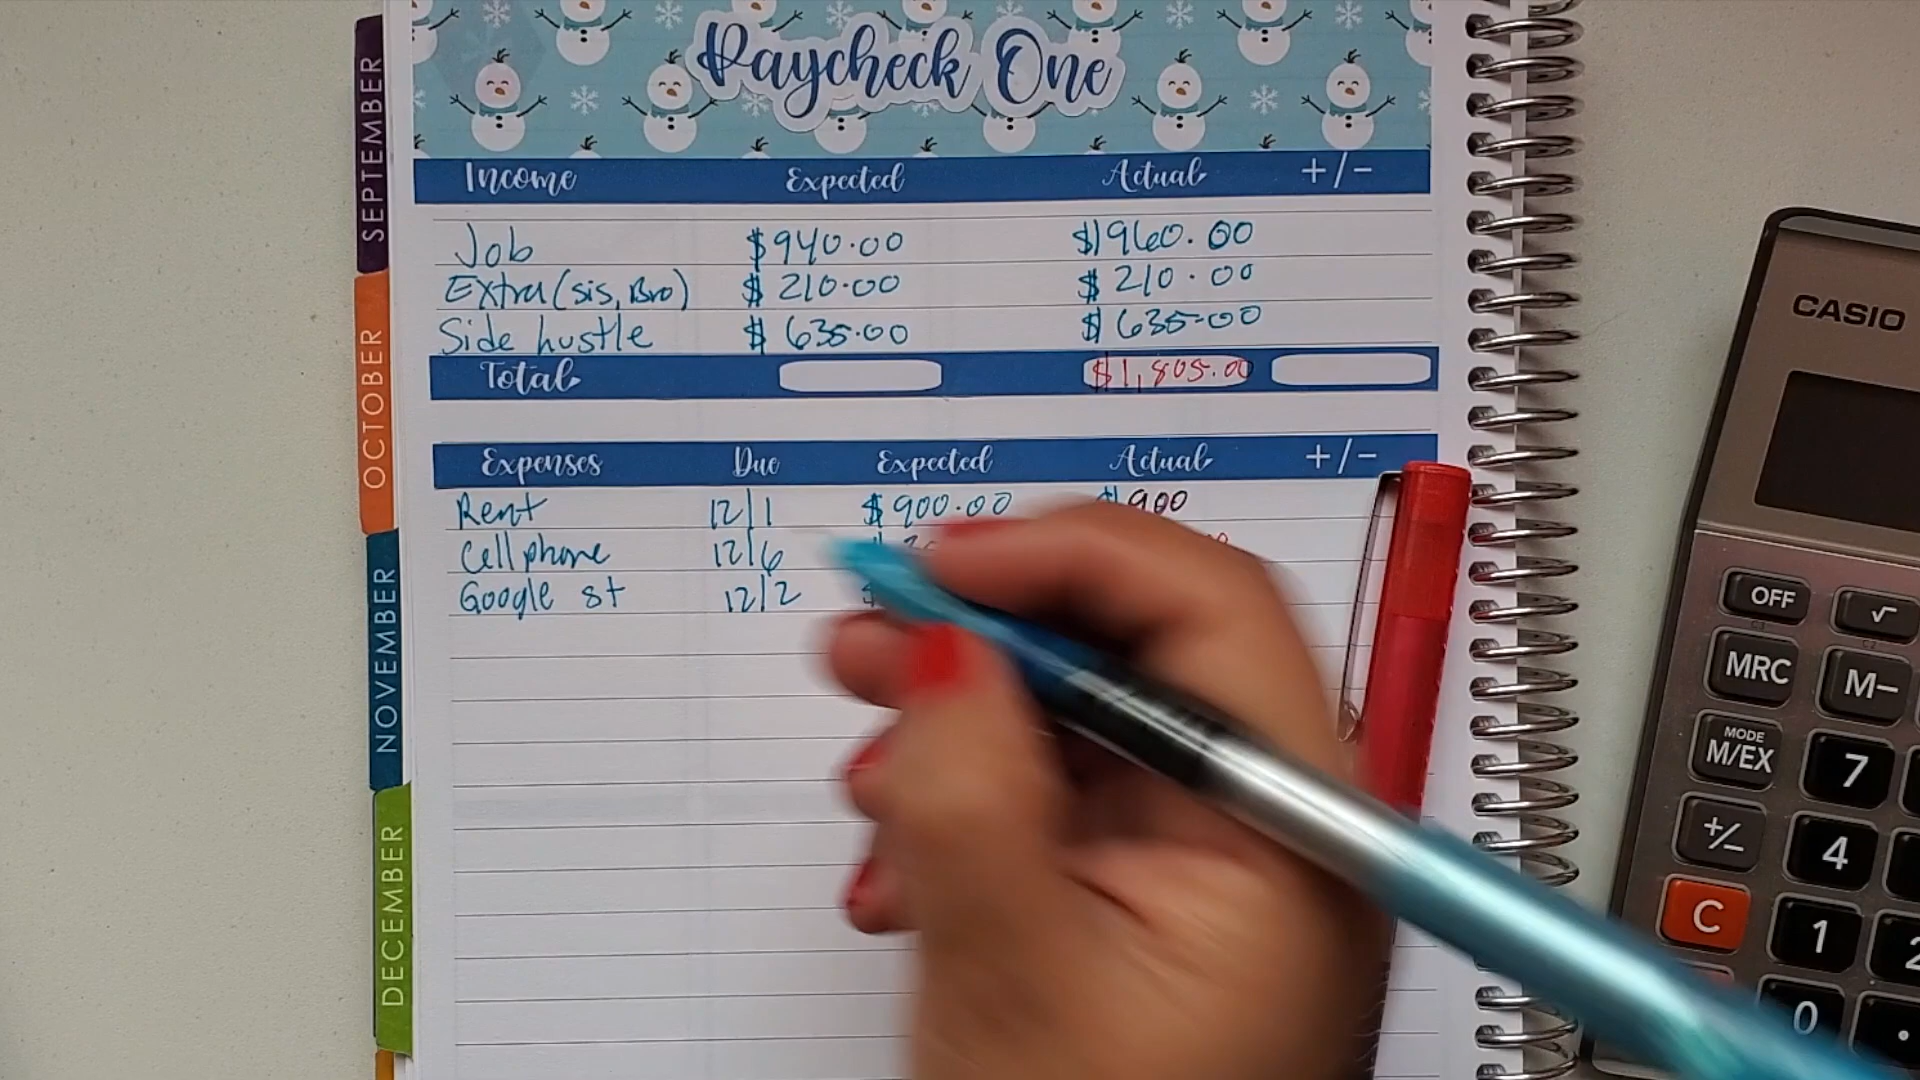 Paycheck One
Income Expected Actual +/-
Job $940.00 $960.00
Extra (sis, Bro) $210.00 $210.00
Side hustle $635.00 $635.00
Total $1,805.00
Expenses Due Expected Actual +/-
Rent 12/1 $900.00 $900
Cell phone 12/6
Google st 12/2
SEPTEMBER
OCTOBER
NOVEMBER
DECEMBER
CASIO
OFF √
MRC M-
MODE
M/EX 7
+/- 4
C 1 2
0 .